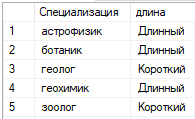 Специализация длина
1 астрофизик Длинный
2 ботаник Длинный
3 геолог Короткий
4 геохимик Длинный
5 зоолог Короткий